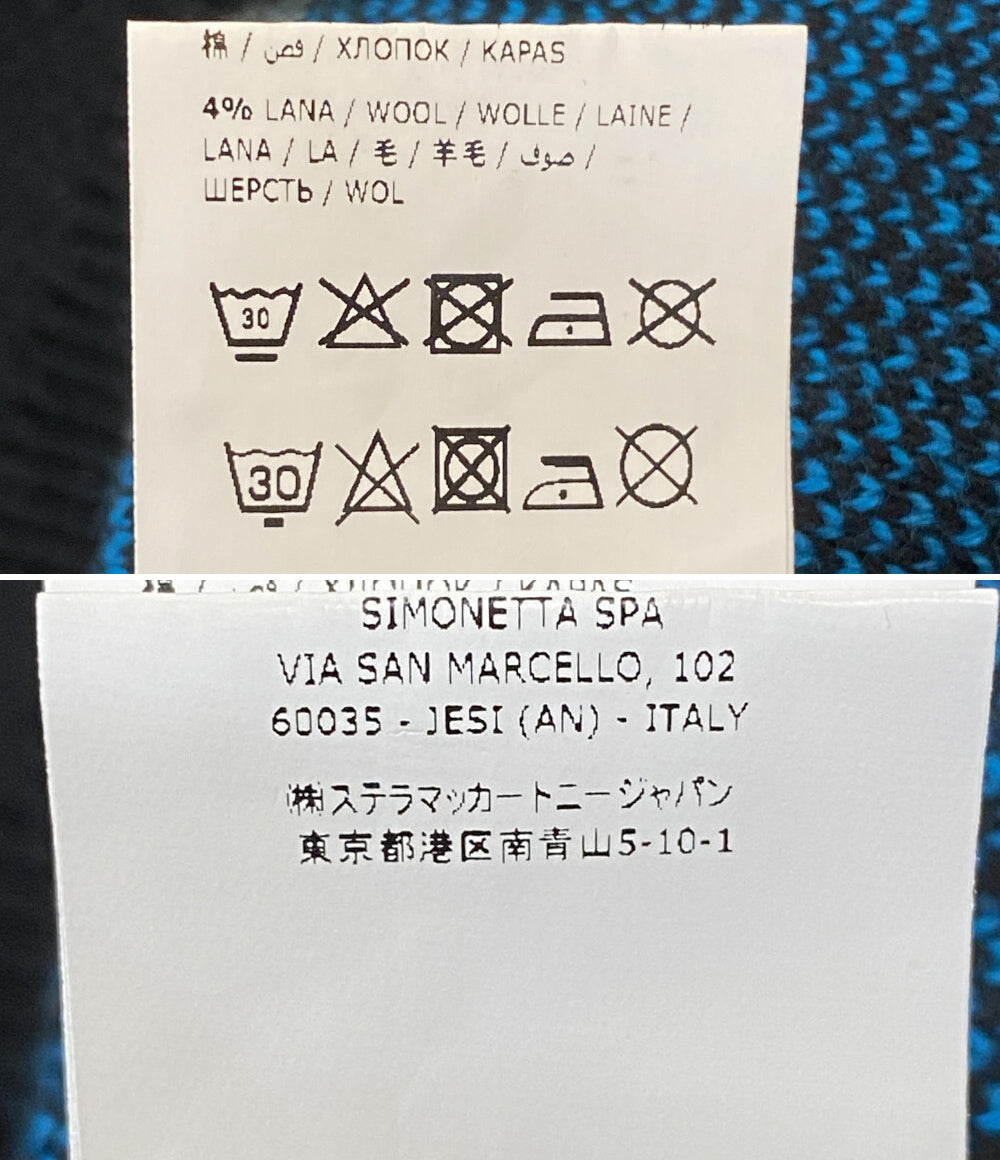 棉 / قطن / ХЛОПОК / KAPAS
4% LANA / WOOL / WOLLE / LAINE /
LANA / LA / 毛 / 羊毛 / صوف /
ШЕРСТЬ / WOL
30
30
ХЛОПОК / KAPAS
SIMONETTA SPA
VIA SAN MARCELLO, 102
60035 - JESI (AN) - ITALY
㈱ステラマッカートニージャパン
東京都港区南青山5-10-1